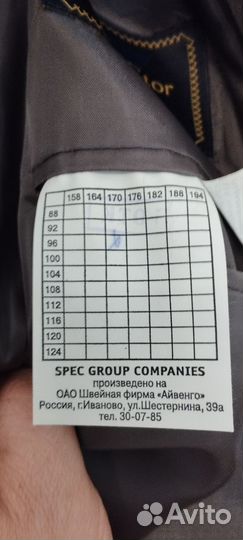 158 164 170 176 182 188 194
88
92
96
100
104
108
112
116
120
124
SPEC GROUP COMPANIES
произведено на
ОАО Швейная фирма «Айвенго»
Россия, г.Иваново, ул.Шестернина, 39а
тел. 30-07-85
Avito